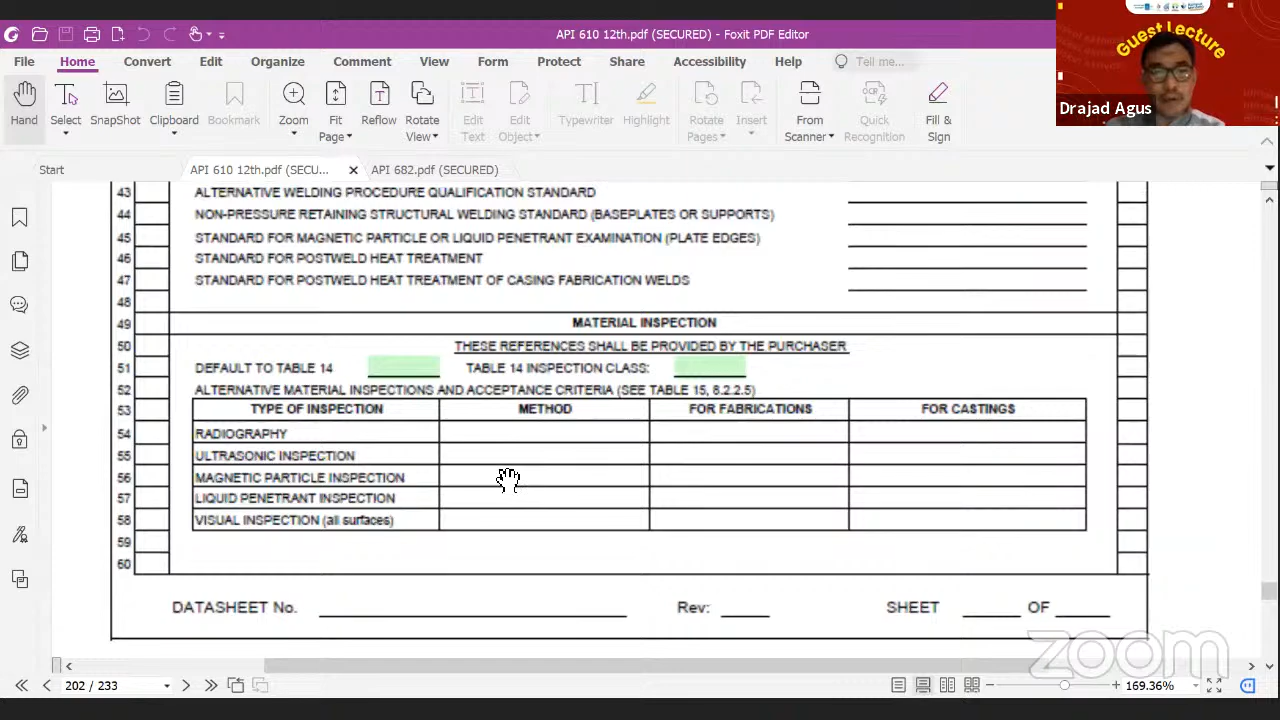 API 610 12th.pdf (SECURED) - Foxit PDF Editor
Guest Lecture
Drajad Agus
File Home Convert Edit Organize Comment View Form Protect Share Accessibility Help Tell me...
Hand Select SnapShot Clipboard Bookmark Zoom Fit Page Reflow Rotate View Edit Text Edit Object Typewriter Highlight Rotate Pages Insert From Scanner OCR Quick Recognition Fill & Sign
Start API 610 12th.pdf (SECU... API 682.pdf (SECURED)
43 ALTERNATIVE WELDING PROCEDURE QUALIFICATION STANDARD
44 NON-PRESSURE RETAINING STRUCTURAL WELDING STANDARD (BASEPLATES OR SUPPORTS)
45 STANDARD FOR MAGNETIC PARTICLE OR LIQUID PENETRANT EXAMINATION (PLATE EDGES)
46 STANDARD FOR POSTWELD HEAT TREATMENT
47 STANDARD FOR POSTWELD HEAT TREATMENT OF CASING FABRICATION WELDS
48
49 MATERIAL INSPECTION
50 THESE REFERENCES SHALL BE PROVIDED BY THE PURCHASER
51 DEFAULT TO TABLE 14 TABLE 14 INSPECTION CLASS:
52 ALTERNATIVE MATERIAL INSPECTIONS AND ACCEPTANCE CRITERIA (SEE TABLE 15, 8.2.2.5)
53 TYPE OF INSPECTION METHOD FOR FABRICATIONS FOR CASTINGS
54 RADIOGRAPHY
55 ULTRASONIC INSPECTION
56 MAGNETIC PARTICLE INSPECTION
57 LIQUID PENETRANT INSPECTION
58 VISUAL INSPECTION (all surfaces)
59
60
DATASHEET No. Rev: SHEET OF
zoom
202 / 233 169.36%